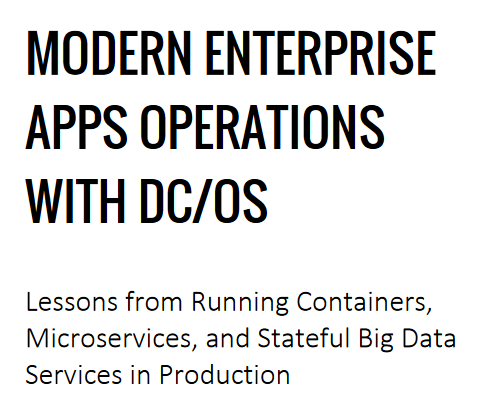 MODERN ENTERPRISE
APPS OPERATIONS
WITH DC/OS
Lessons from Running Containers,
Microservices, and Stateful Big Data
Services in Production